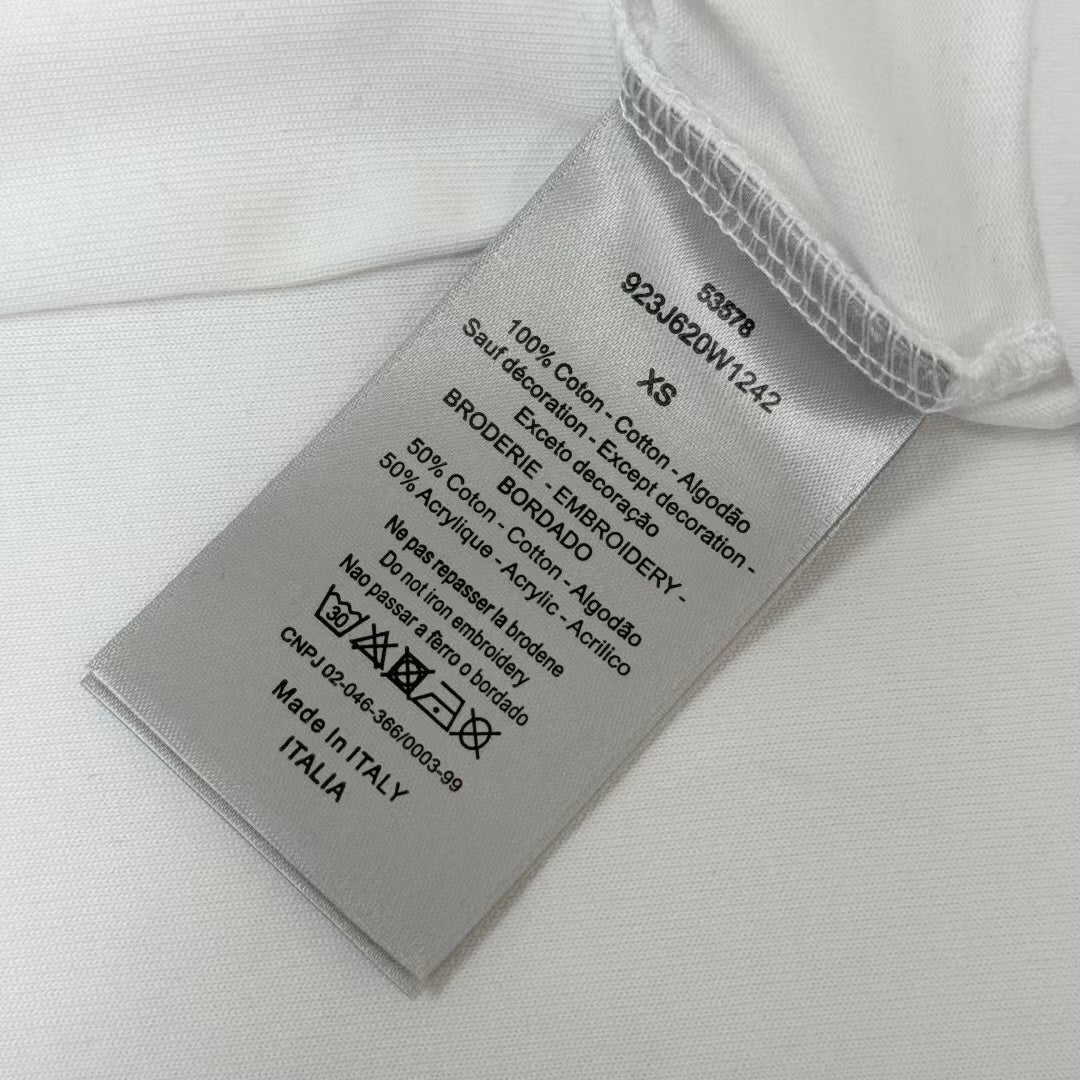 53578
923J620W1242
XS
100% Coton - Cotton - Algodão
Sauf décoration - Except decoration -
Exceto decoração
BRODERIE - EMBROIDERY -
BORDADO
50% Coton - Cotton - Algodão
50% Acrylique - Acrylic - Acrilico
Ne pas repasser la brodene
Do not iron embroidery
Nao passar a ferro o bordado
30
CNPJ 02-046-366/0003-99
Made In ITALY
ITALIA